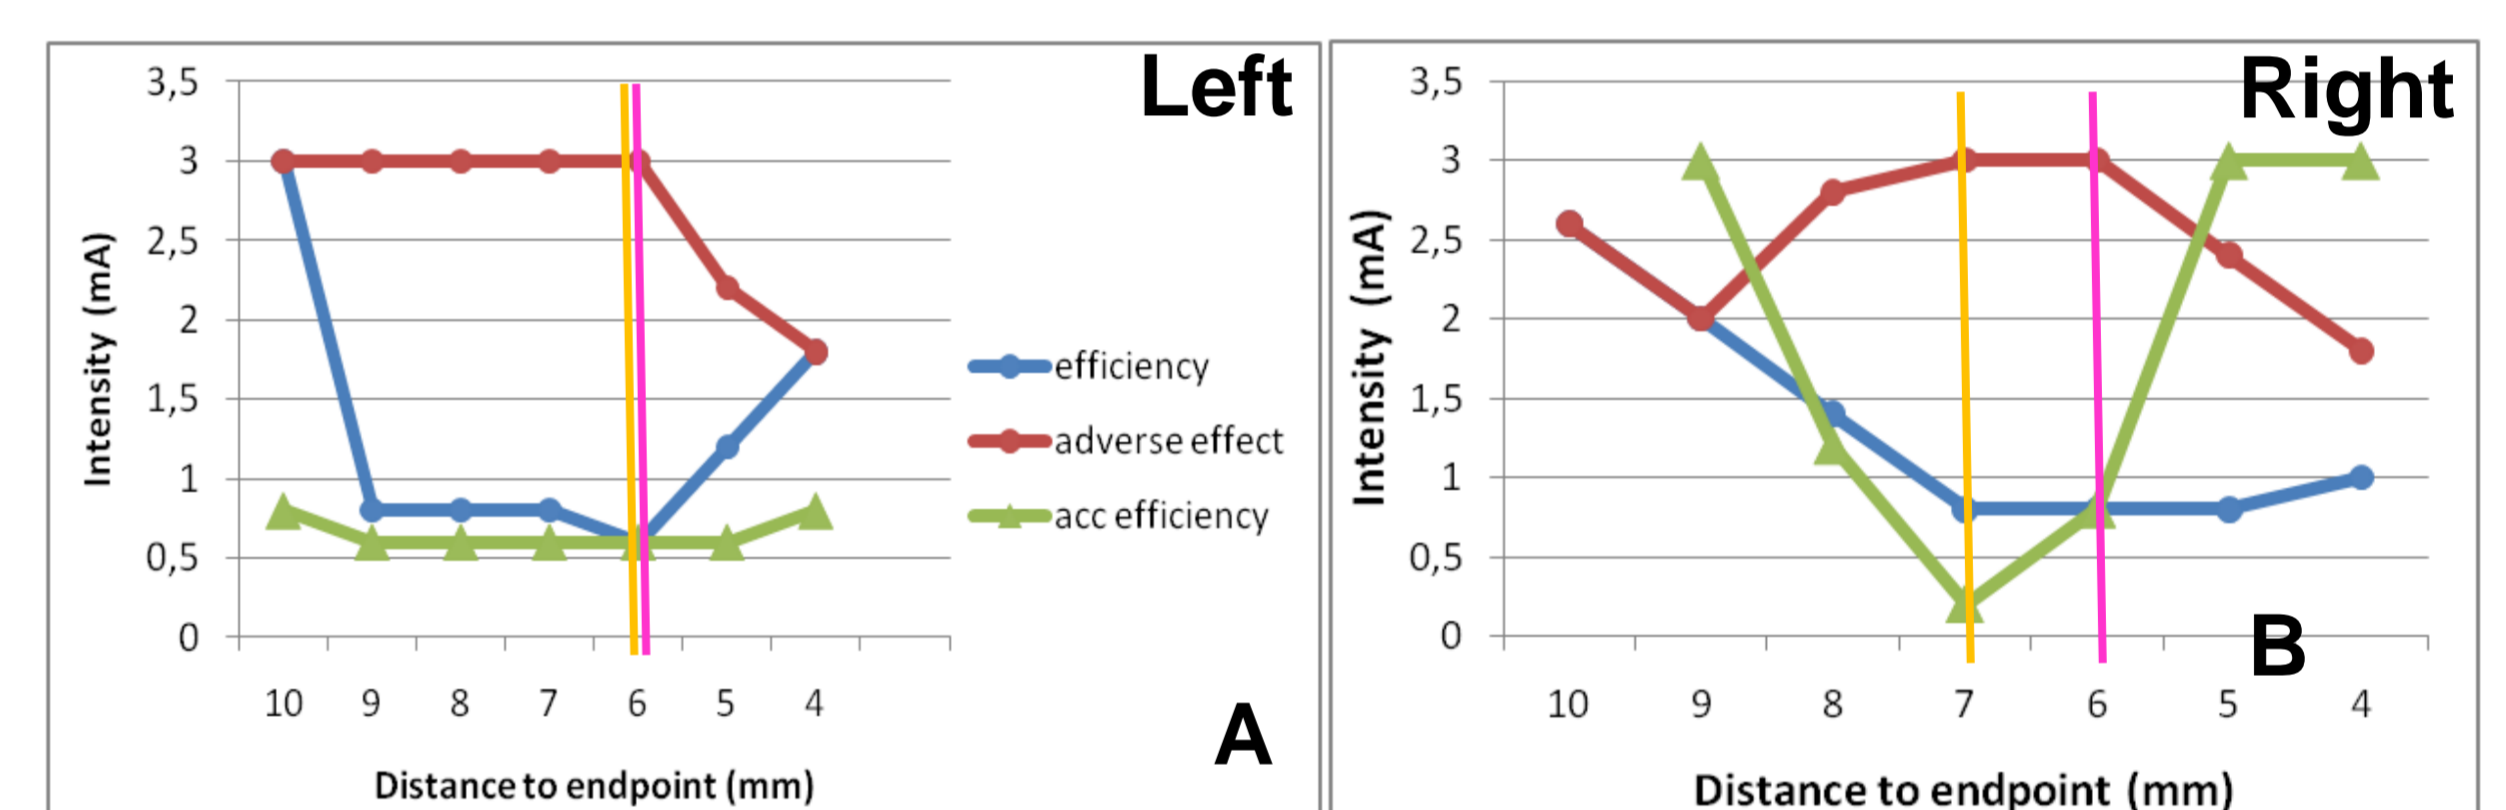 Left
3,5
3
2,5
2
1,5
1
0,5
0
Intensity (mA)
10 9 8 7 6 5 4
Distance to endpoint (mm)
efficiency
adverse effect
acc efficiency
A
Right
3,5
3
2,5
2
1,5
1
0,5
0
Intensity (mA)
10 9 8 7 6 5 4
Distance to endpoint (mm)
B